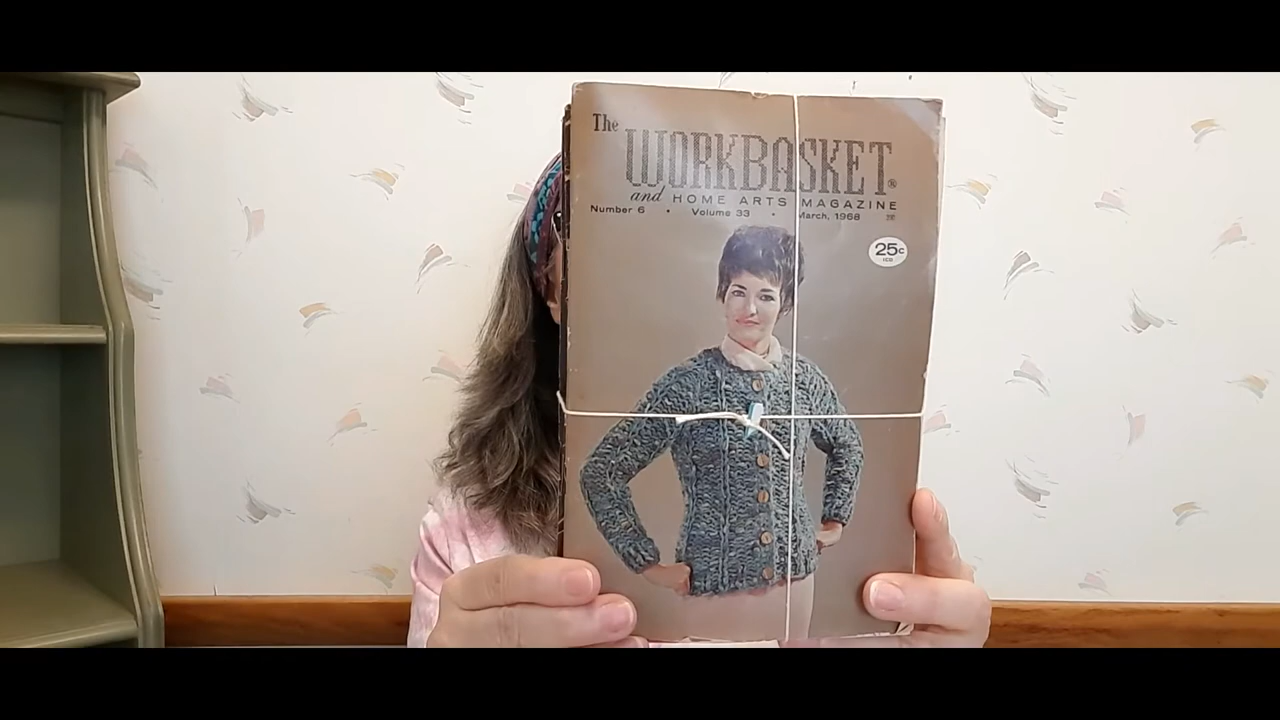 The
WORKBASKET®
and HOME ARTS MAGAZINE
Number 6 • Volume 33 • March, 1968
25c